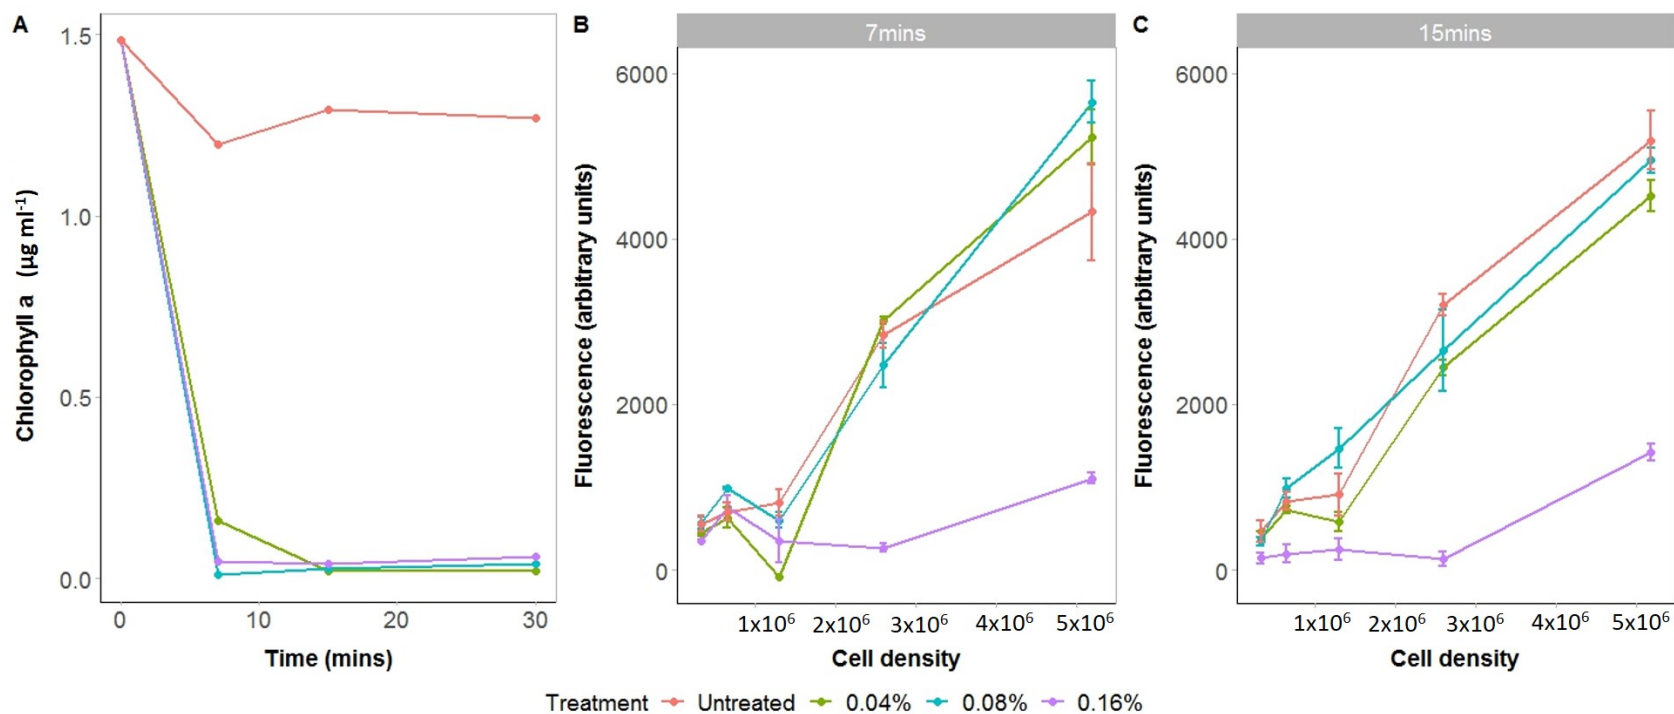 A
1.5
1.0
0.5
0.0
0 10 20 30
Time (mins)
Chlorophyll a (µg ml⁻¹)
B
7mins
6000
4000
2000
0
1x10⁶ 2x10⁶ 3x10⁶ 4x10⁶ 5x10⁶
Cell density
Fluorescence (arbitrary units)
C
15mins
6000
4000
2000
0
1x10⁶ 2x10⁶ 3x10⁶ 4x10⁶ 5x10⁶
Cell density
Fluorescence (arbitrary units)
Treatment Untreated 0.04% 0.08% 0.16%